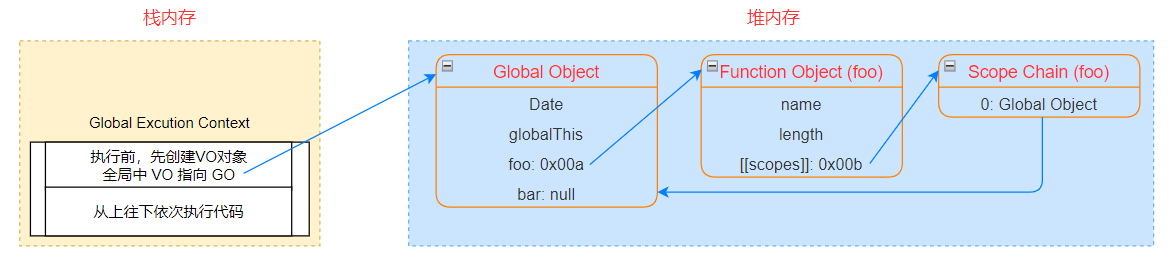 栈内存
堆内存
Global Excution Context
执行前，先创建VO对象
全局中 VO 指向 GO
从上往下依次执行代码
Global Object
Date
globalThis
foo: 0x00a
bar: null
Function Object (foo)
name
length
[[scopes]]: 0x00b
Scope Chain (foo)
0: Global Object